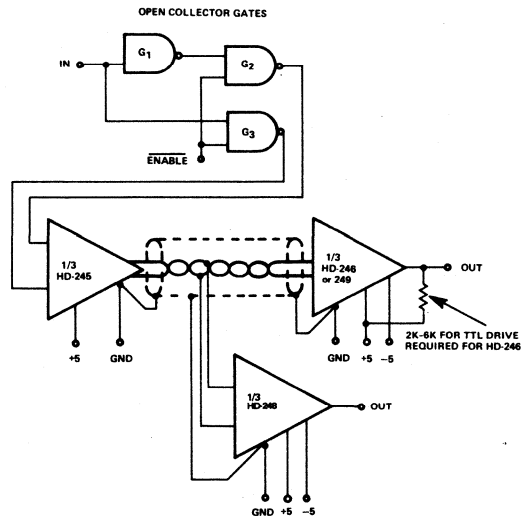 OPEN COLLECTOR GATES
IN
G1
G2
G3
ENABLE
1/3
HD-245
+5
GND
1/3
HD-246
or 249
OUT
GND
+5
-5
2K-6K FOR TTL DRIVE
REQUIRED FOR HD-246
1/3
HD-248
OUT
GND
+5
-5